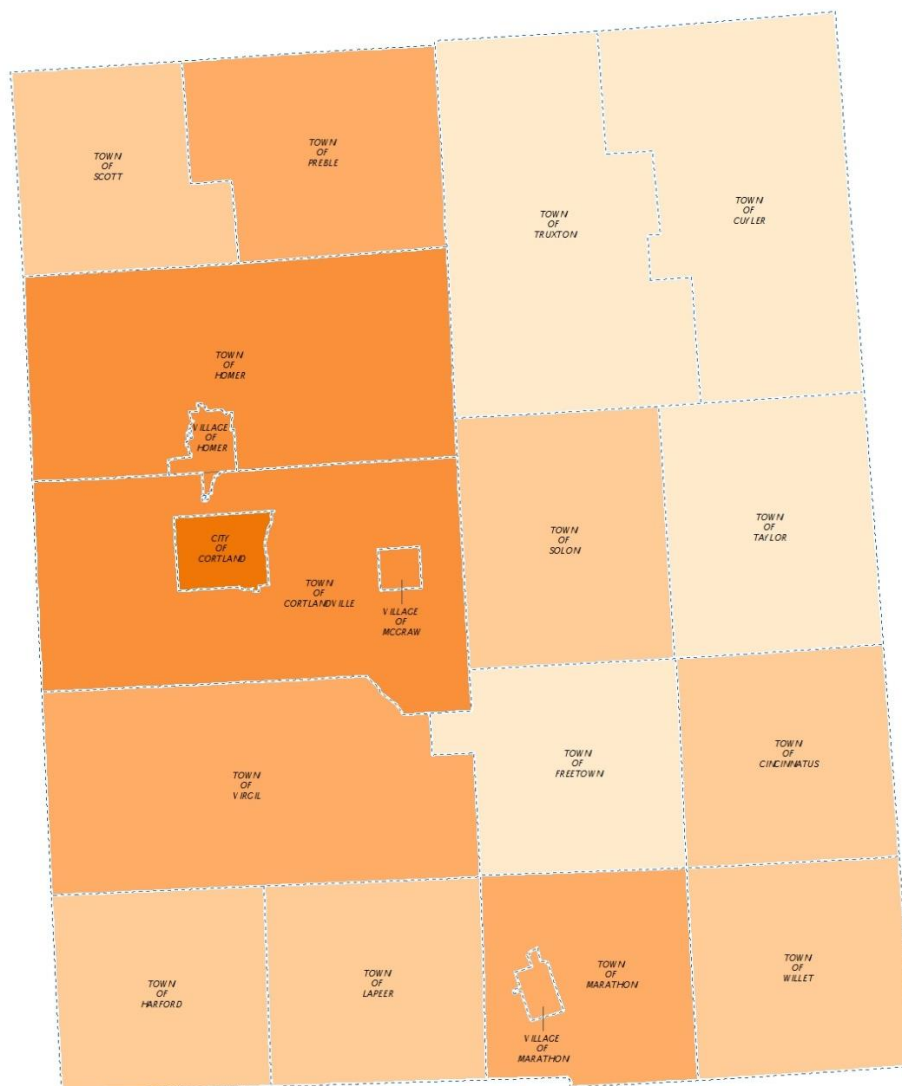 TOWN
OF
SCOTT
TOWN
OF
PREBLE
TOWN
OF
TRUXTON
TOWN
OF
CUYLER
TOWN
OF
HOMER
VILLAGE
OF
HOMER
CITY
OF
CORTLAND
TOWN
OF
CORTLANDVILLE
VILLAGE
OF
MCGRAW
TOWN
OF
SOLON
TOWN
OF
TAYLOR
TOWN
OF
VIRGIL
TOWN
OF
FREETOWN
TOWN
OF
CINCINNATUS
TOWN
OF
HARFORD
TOWN
OF
LAPEER
TOWN
OF
MARATHON
VILLAGE
OF
MARATHON
TOWN
OF
WILLET